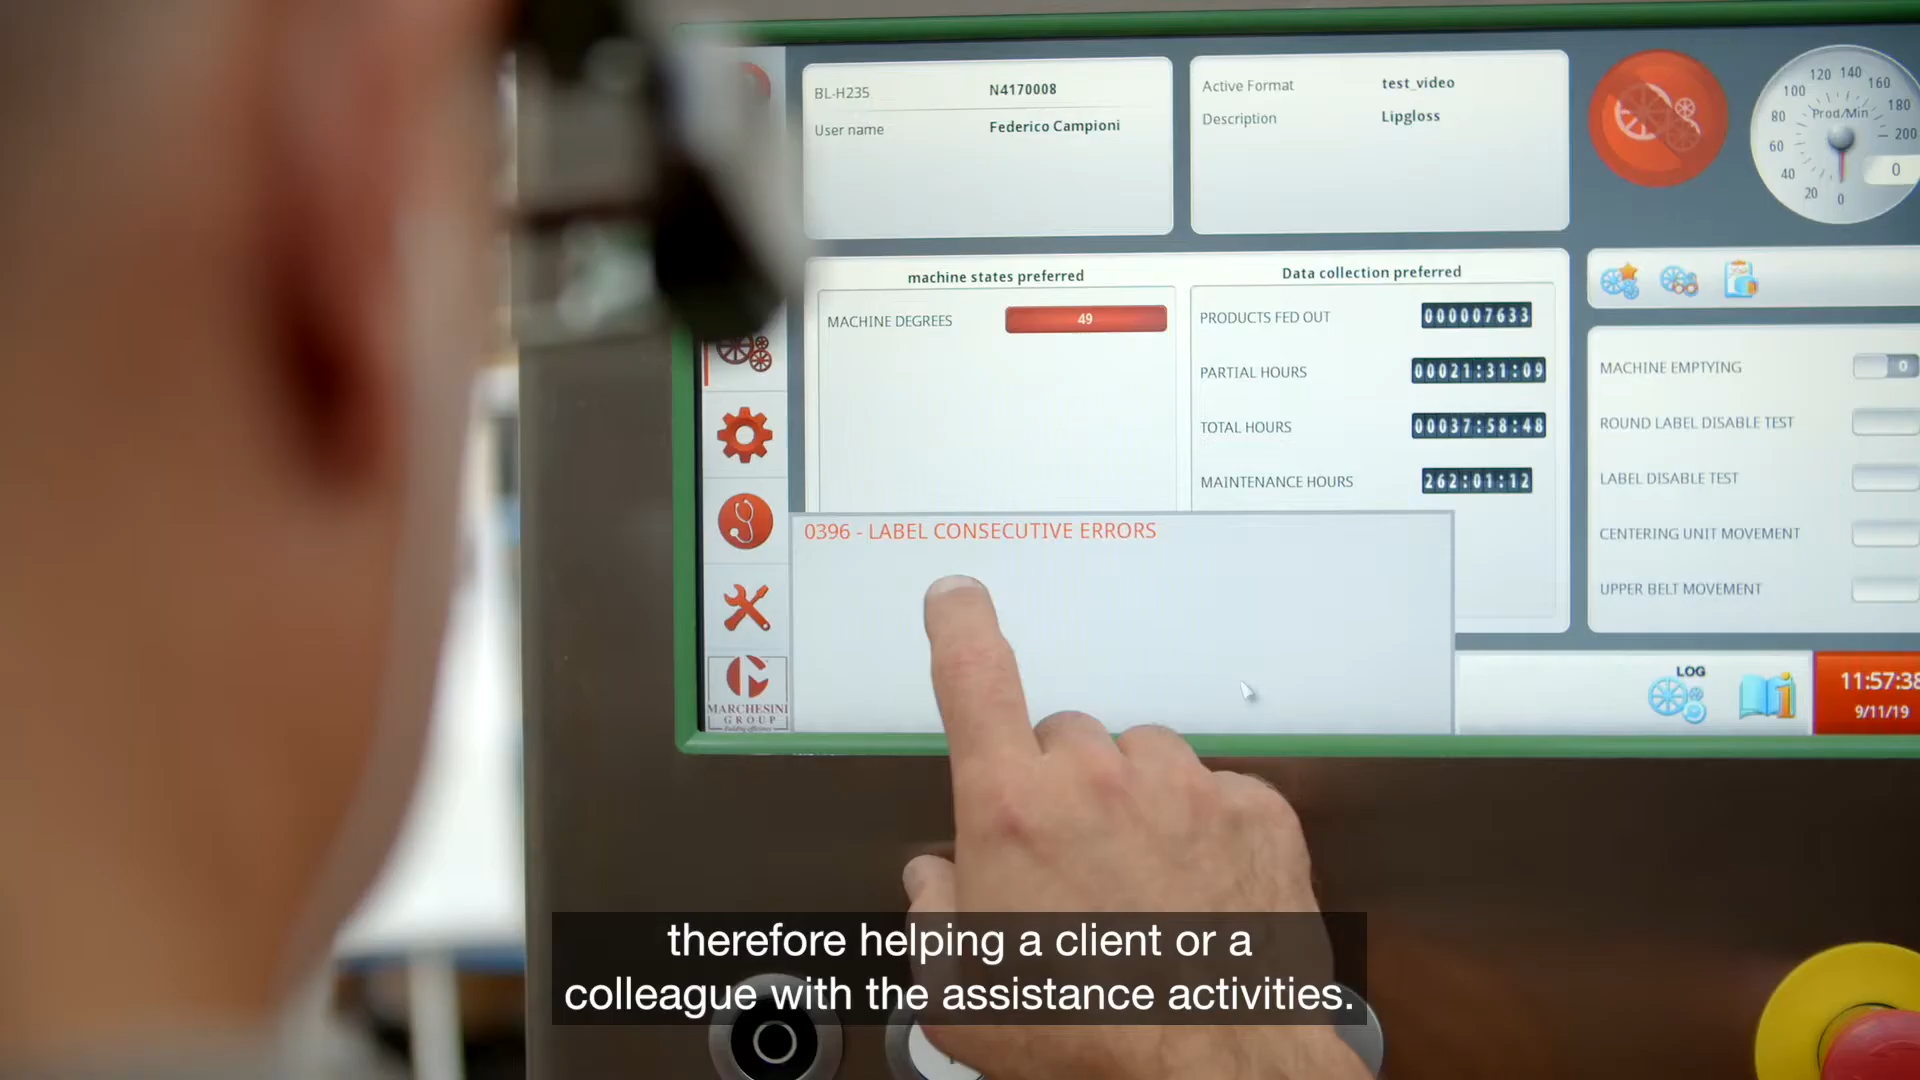 BL-H235 N4170008
User name Federico Campioni
Active Format test_video
Description Lipgloss
Prod/Min
0 20 40 60 80 100 120 140 160 180 200
0
machine states preferred
MACHINE DEGREES 49
Data collection preferred
PRODUCTS FED OUT 000007633
PARTIAL HOURS 00021:31:09
TOTAL HOURS 00037:58:48
MAINTENANCE HOURS 262:01:12
MACHINE EMPTYING 0
ROUND LABEL DISABLE TEST
LABEL DISABLE TEST
CENTERING UNIT MOVEMENT
UPPER BELT MOVEMENT
0396 - LABEL CONSECUTIVE ERRORS
MARCHESINI
GROUP
LOG
11:57:38
9/11/19
therefore helping a client or a
colleague with the assistance activities.